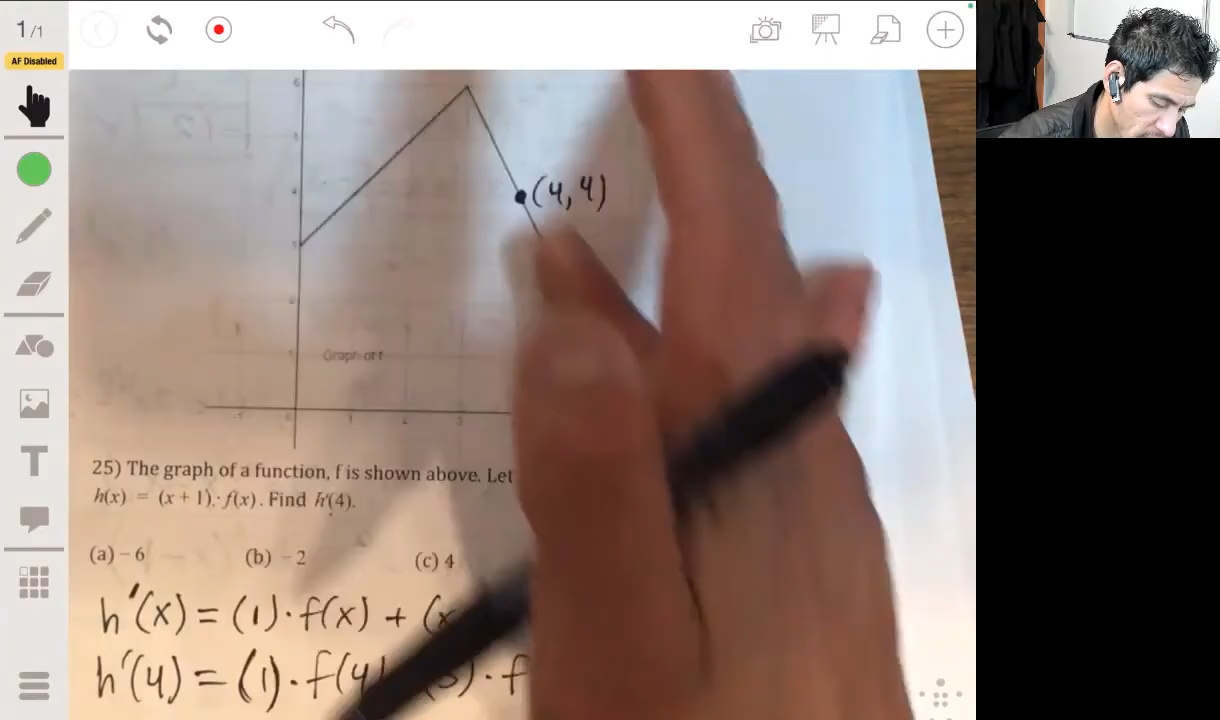 1/1
AF Disabled
T
(4,4)
Graph of f
25) The graph of a function, f is shown above. Let
h(x) = (x + 1). · f(x). Find h'(4).
(a) – 6 (b) – 2 (c) 4
h'(x) = (1) · f(x) + (x
h'(4) = (1) · f(4) · f